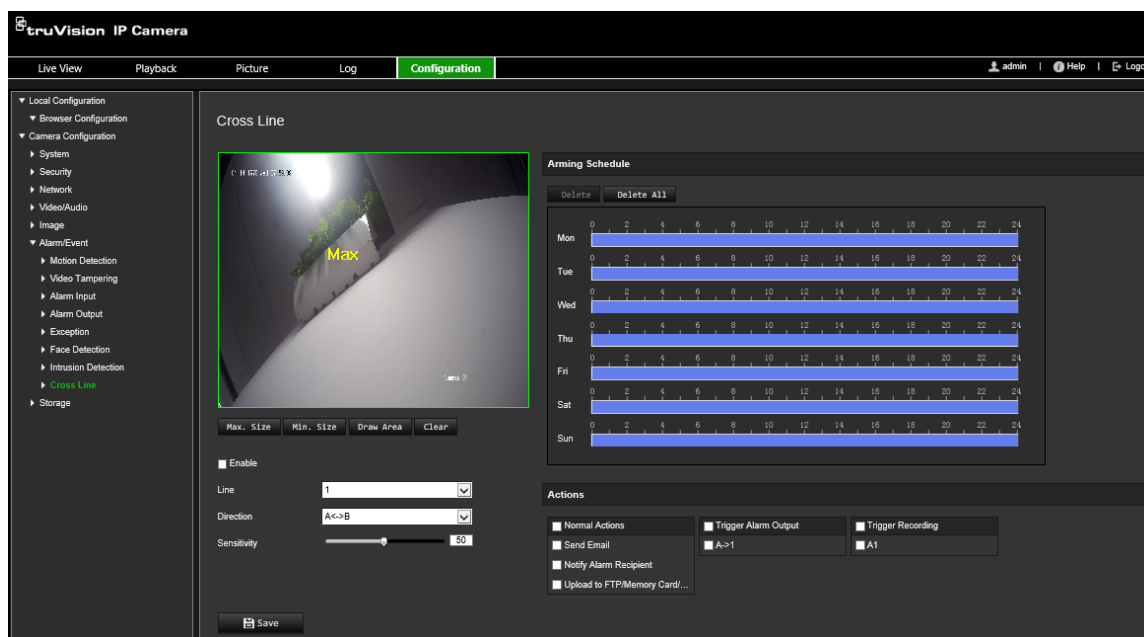 truVision IP Camera
Live View Playback Picture Log Configuration admin | Help | Logo
Local Configuration
Browser Configuration
Camera Configuration
System
Security
Network
Video/Audio
Image
Alarm/Event
Motion Detection
Video Tampering
Alarm Input
Alarm Output
Exception
Face Detection
Intrusion Detection
Cross Line
Storage
Cross Line
Max
Max. Size Min. Size Draw Area Clear
Enable
Line 1
Direction A<->B
Sensitivity 50
Save
Arming Schedule
Delete Delete All
0 2 4 6 8 10 12 14 16 18 20 22 24
Mon
0 2 4 6 8 10 12 14 16 18 20 22 24
Tue
0 2 4 6 8 10 12 14 16 18 20 22 24
Wed
0 2 4 6 8 10 12 14 16 18 20 22 24
Thu
0 2 4 6 8 10 12 14 16 18 20 22 24
Fri
0 2 4 6 8 10 12 14 16 18 20 22 24
Sat
0 2 4 6 8 10 12 14 16 18 20 22 24
Sun
Actions
Normal Actions Trigger Alarm Output Trigger Recording
Send Email A->1 A1
Notify Alarm Recipient
Upload to FTP/Memory Card/...